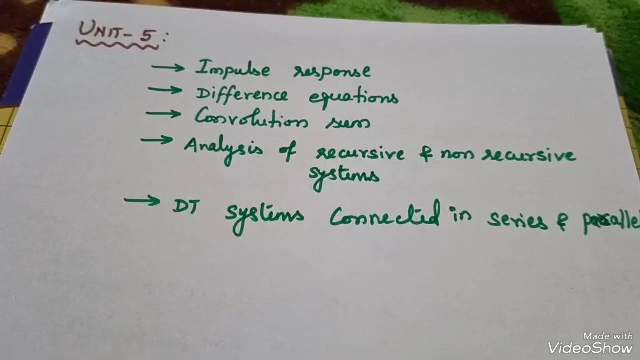 UNIT-5:
→ Impulse response
→ Difference equations
→ Convolution sum
→ Analysis of recursive & non recursive
systems
→ DT systems connected in series & paralle
Made with
VideoShow